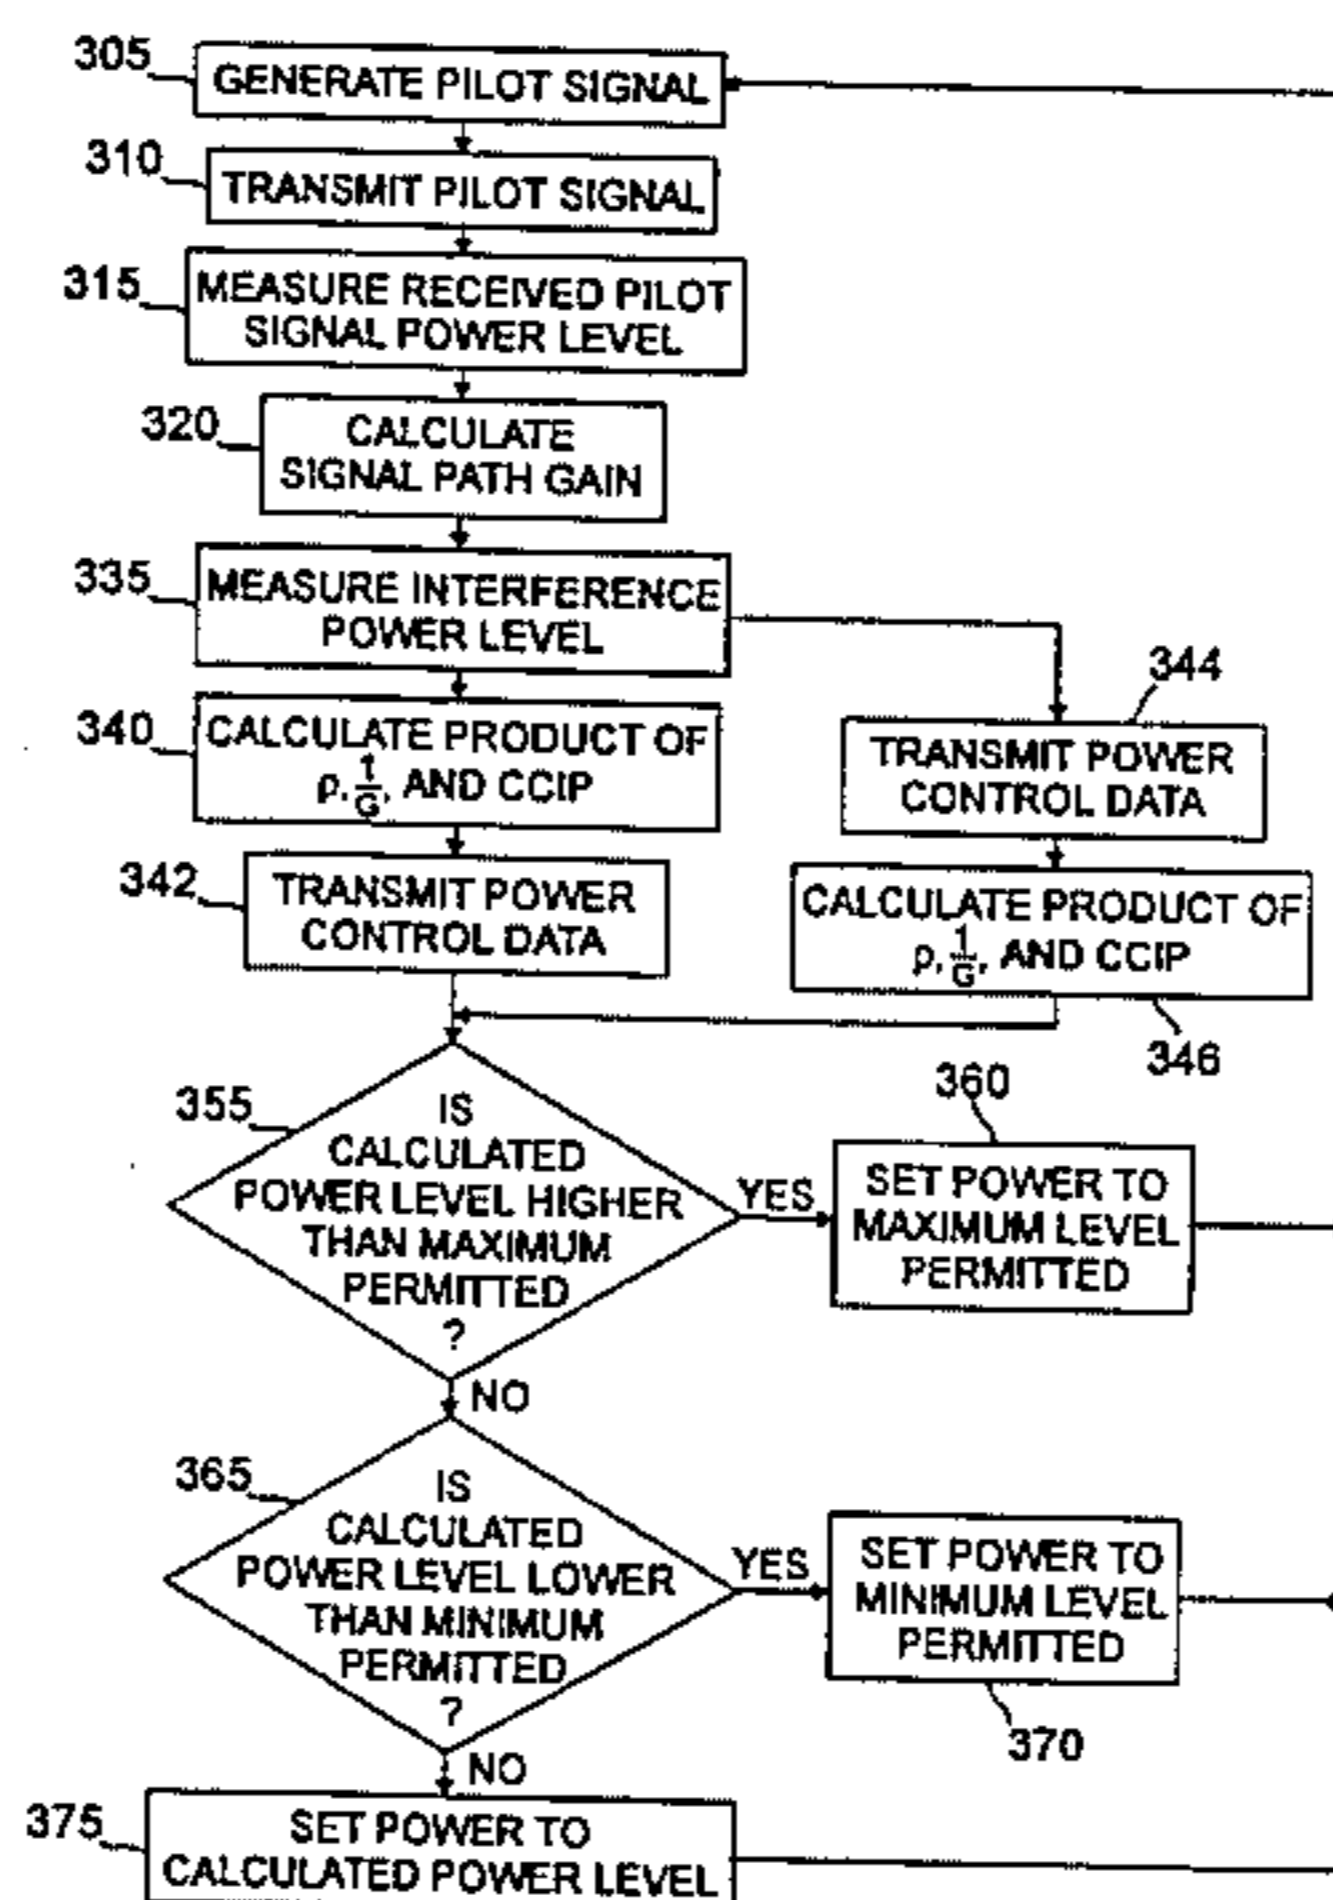 305
GENERATE PILOT SIGNAL
310
TRANSMIT PILOT SIGNAL
315
MEASURE RECEIVED PILOT
SIGNAL POWER LEVEL
320
CALCULATE
SIGNAL PATH GAIN
335
MEASURE INTERFERENCE
POWER LEVEL
340
CALCULATE PRODUCT OF
ρ, 1/G, AND CCIP
344
TRANSMIT POWER
CONTROL DATA
342
TRANSMIT POWER
CONTROL DATA
CALCULATE PRODUCT OF
ρ, 1/G, AND CCIP
346
355
IS
CALCULATED
POWER LEVEL HIGHER
THAN MAXIMUM
PERMITTED
?
YES
360
SET POWER TO
MAXIMUM LEVEL
PERMITTED
NO
365
IS
CALCULATED
POWER LEVEL LOWER
THAN MINIMUM
PERMITTED
?
YES
SET POWER TO
MINIMUM LEVEL
PERMITTED
370
NO
375
SET POWER TO
CALCULATED POWER LEVEL